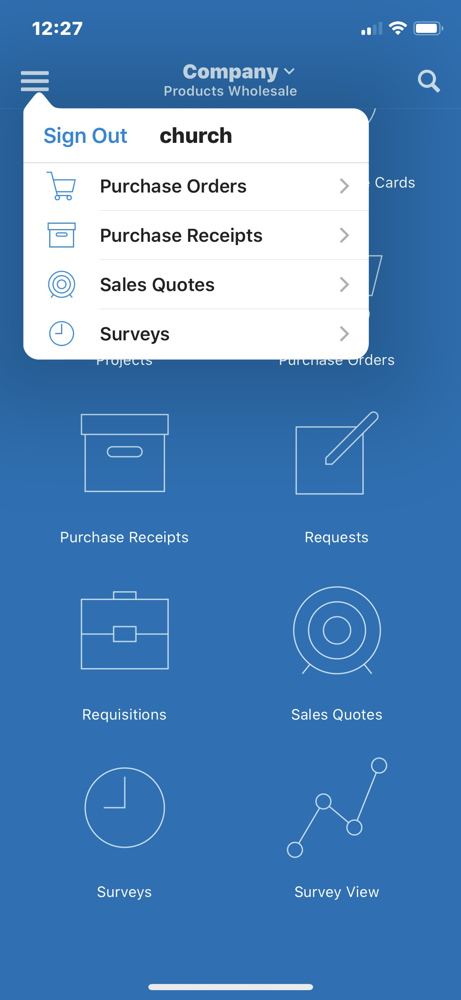 12:27
Company
Products Wholesale
Sign Out church
Purchase Orders
Cards
Purchase Receipts
Sales Quotes
Surveys
Projects Purchase Orders
Purchase Receipts Requests
Requisitions Sales Quotes
Surveys Survey View